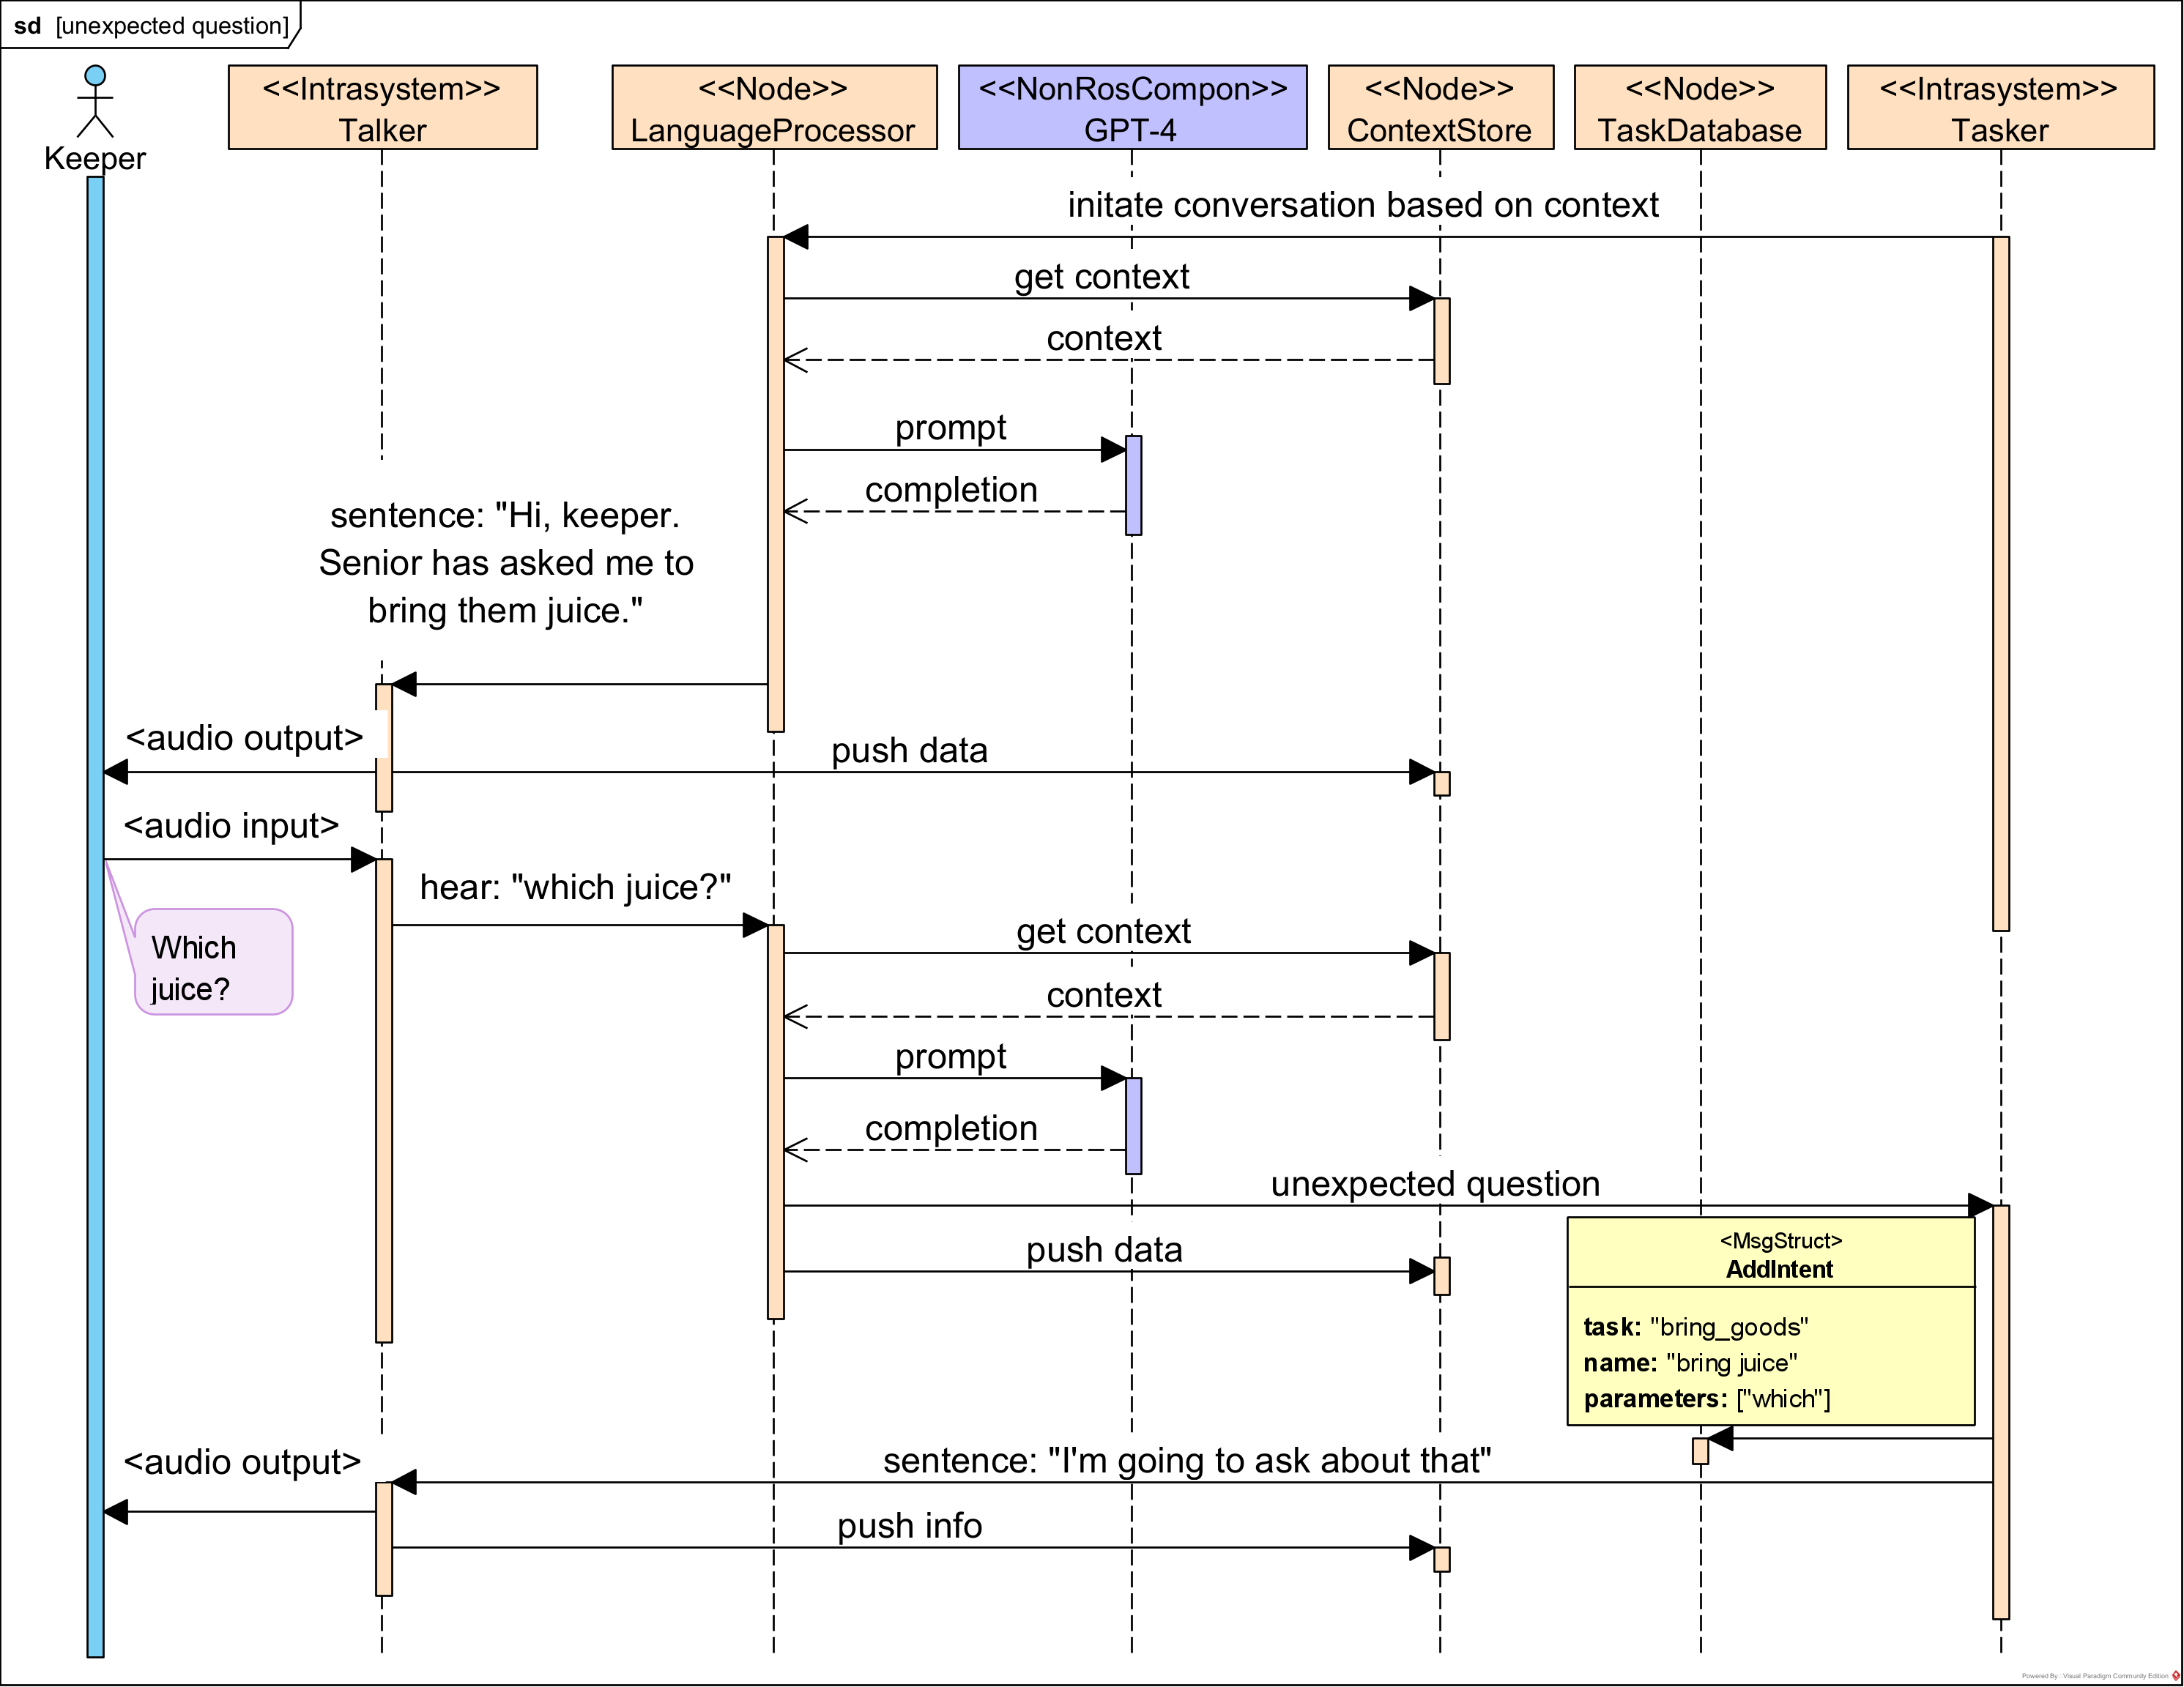 sd [unexpected question]
Keeper
<<Intrasystem>>
Talker
<<Node>>
LanguageProcessor
<<NonRosCompon>>
GPT-4
<<Node>>
ContextStore
<<Node>>
TaskDatabase
<<Intrasystem>>
Tasker
initate conversation based on context
get context
context
prompt
completion
sentence: "Hi, keeper.
Senior has asked me to
bring them juice."
<audio output>
push data
<audio input>
hear: "which juice?"
Which
juice?
get context
context
prompt
completion
unexpected question
push data
<MsgStruct>
AddIntent
task: "bring_goods"
name: "bring juice"
parameters: ["which"]
<audio output>
sentence: "I'm going to ask about that"
push info
Powered By Visual Paradigm Community Edition